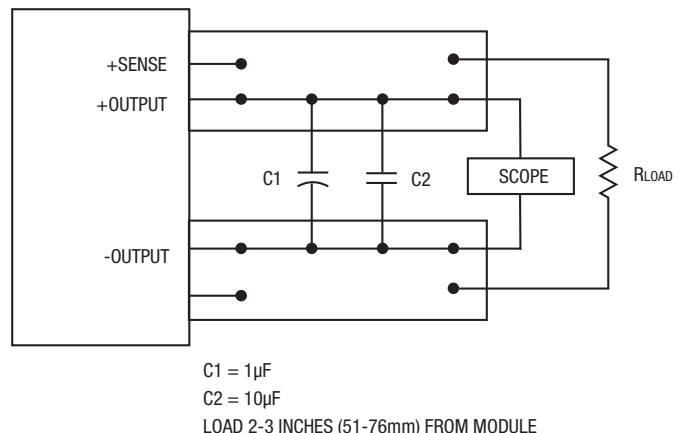 +SENSE
+OUTPUT
C1
C2
SCOPE
RLOAD
-OUTPUT
C1 = 1µF
C2 = 10µF
LOAD 2-3 INCHES (51-76mm) FROM MODULE